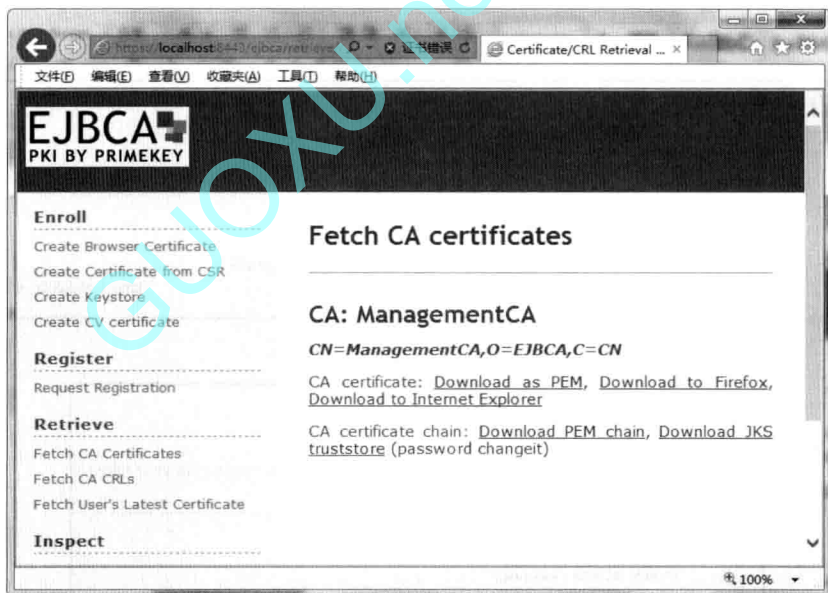 https://localhost:8443/ejbca/retrieve
证书错误
Certificate/CRL Retrieval ...
文件(F) 编辑(E) 查看(V) 收藏夹(A) 工具(T) 帮助(H)
EJBCA
PKI BY PRIMEKEY
Enroll
Create Browser Certificate
Create Certificate from CSR
Create Keystore
Create CV certificate
Register
Request Registration
Retrieve
Fetch CA Certificates
Fetch CA CRLs
Fetch User's Latest Certificate
Inspect
Fetch CA certificates
CA: ManagementCA
CN=ManagementCA,O=EJBCA,C=CN
CA certificate: Download as PEM, Download to Firefox,
Download to Internet Explorer
CA certificate chain: Download PEM chain, Download JKS
truststore (password changeit)
100%